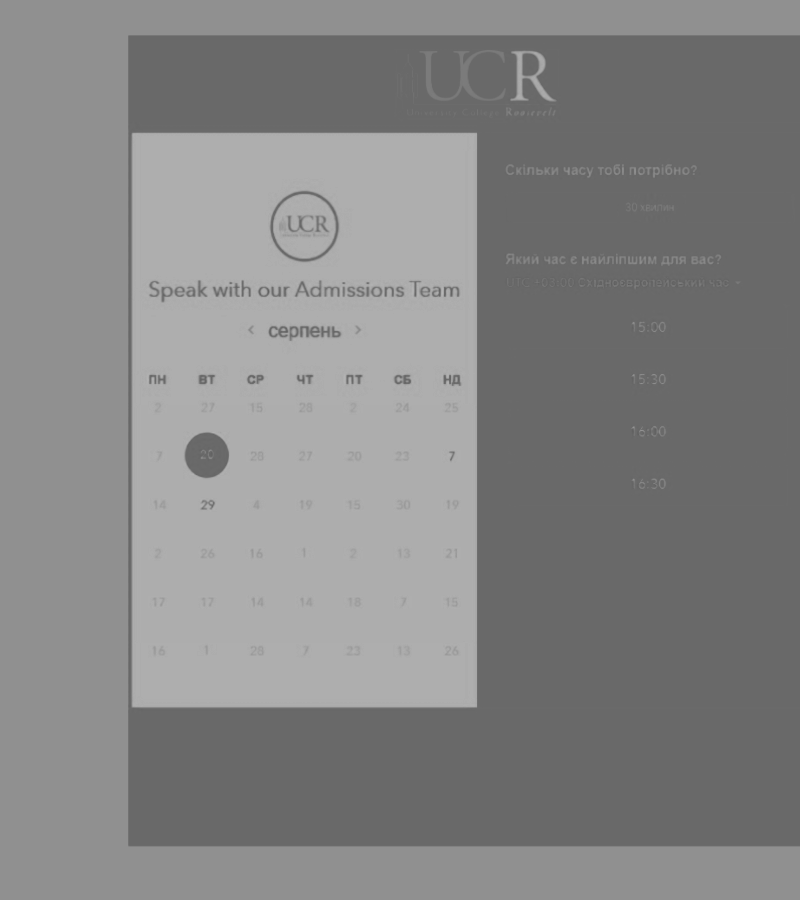 UCR
University College Roosevelt
UCR
Speak with our Admissions Team
< серпень >
ПН ВТ СР ЧТ ПТ СБ НД
2 27 15 28 2 24 25
7 20 28 27 20 23 7
14 29 4 19 15 30 19
2 26 16 1 2 13 21
17 17 14 14 18 7 15
16 1 28 7 23 13 26
Скільки часу тобі потрібно?
30 хвилин
Який час є найліпшим для вас?
+03:00 Східноєвропейський час
15:00
15:30
16:00
16:30